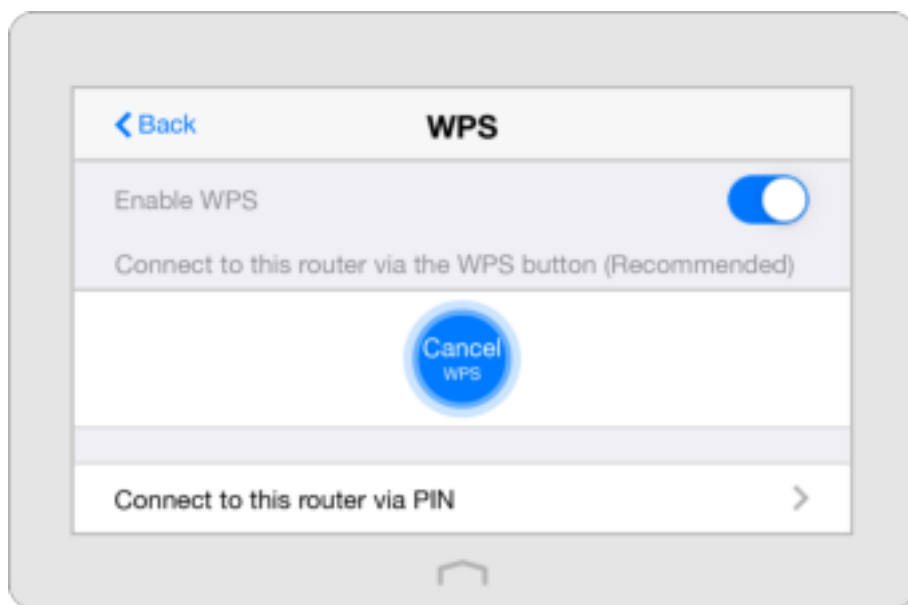 Back
WPS
Enable WPS
Connect to this router via the WPS button (Recommended)
Cancel
WPS
Connect to this router via PIN